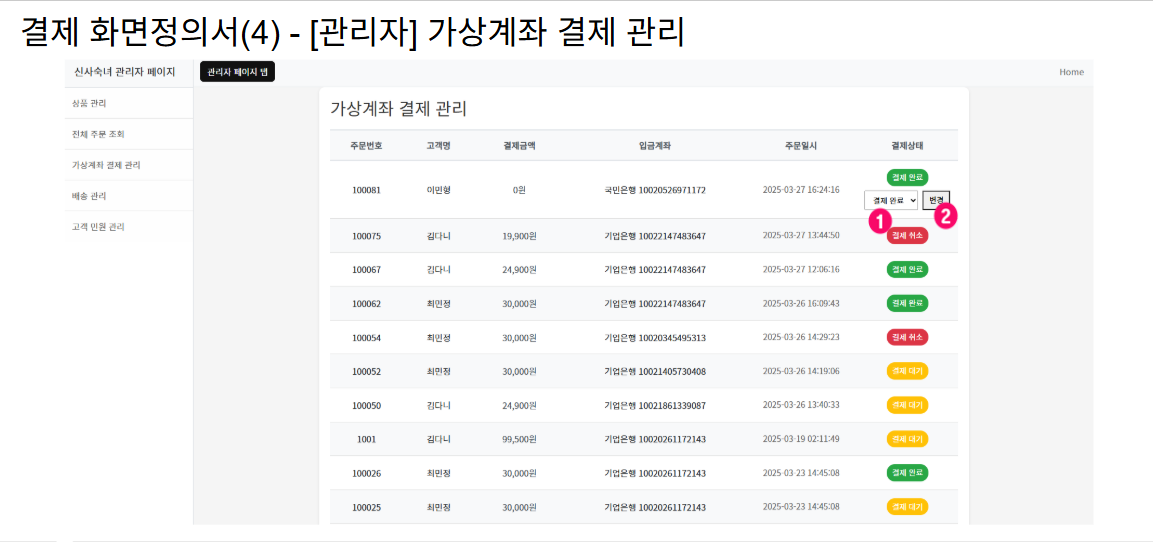 결제 화면정의서(4) - [관리자] 가상계좌 결제 관리
신사숙녀 관리자 페이지
관리자 페이지 탭
Home
상품 관리
전체 주문 조회
가상계좌 결제 관리
배송 관리
고객 민원 관리
가상계좌 결제 관리
주문번호 고객명 결제금액 입금계좌 주문일시 결제상태
결제 완료
100081 이민형 0원 국민은행 10020526971172 2025-03-27 16:24:16
결제 완료 변경
1 2
100075 김다니 19,900원 기업은행 10022147483647 2025-03-27 13:44:50 결제 취소
100067 김다니 24,900원 기업은행 10022147483647 2025-03-27 12:06:16 결제 완료
100062 최민정 30,000원 기업은행 10022147483647 2025-03-26 16:09:43 결제 완료
100054 최민정 30,000원 기업은행 10020345495313 2025-03-26 14:29:23 결제 취소
100052 최민정 30,000원 기업은행 10021405730408 2025-03-26 14:19:06 결제 대기
100050 김다니 24,900원 기업은행 10021861339087 2025-03-26 13:40:33 결제 대기
1001 김다니 99,500원 기업은행 10020261172143 2025-03-19 02:11:49 결제 대기
100026 최민정 30,000원 기업은행 10020261172143 2025-03-23 14:45:08 결제 완료
100025 최민정 30,000원 기업은행 10020261172143 2025-03-23 14:45:08 결제 대기